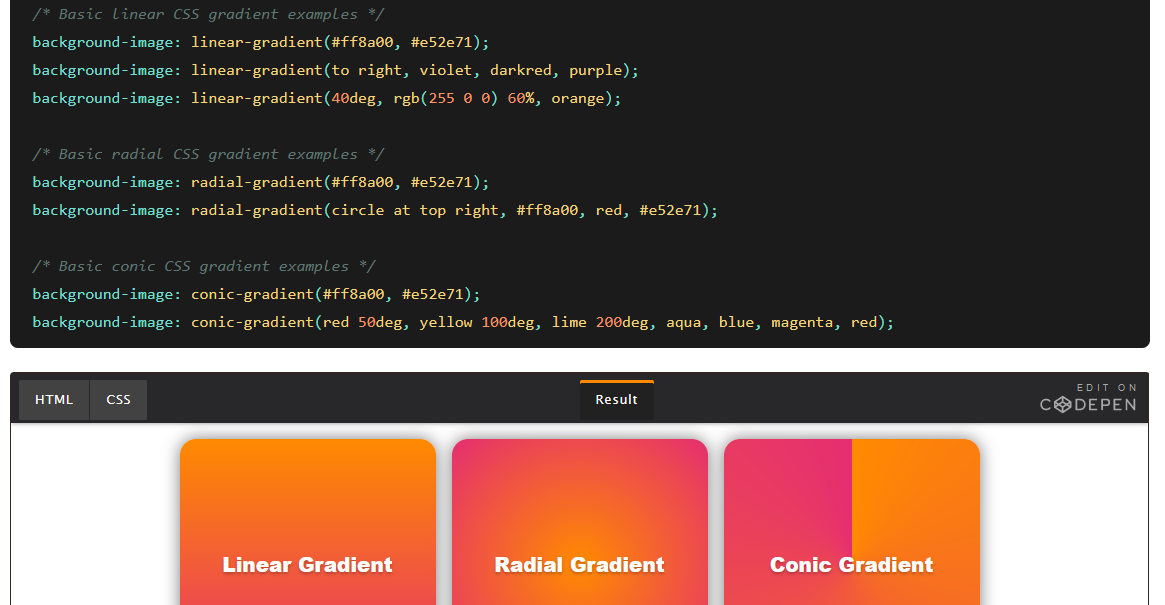 /* Basic linear CSS gradient examples */
background-image: linear-gradient(#ff8a00, #e52e71);
background-image: linear-gradient(to right, violet, darkred, purple);
background-image: linear-gradient(40deg, rgb(255 0 0) 60%, orange);
/* Basic radial CSS gradient examples */
background-image: radial-gradient(#ff8a00, #e52e71);
background-image: radial-gradient(circle at top right, #ff8a00, red, #e52e71);
/* Basic conic CSS gradient examples */
background-image: conic-gradient(#ff8a00, #e52e71);
background-image: conic-gradient(red 50deg, yellow 100deg, lime 200deg, aqua, blue, magenta, red);
HTML CSS Result EDIT ON
CODEPEN
Linear Gradient Radial Gradient Conic Gradient